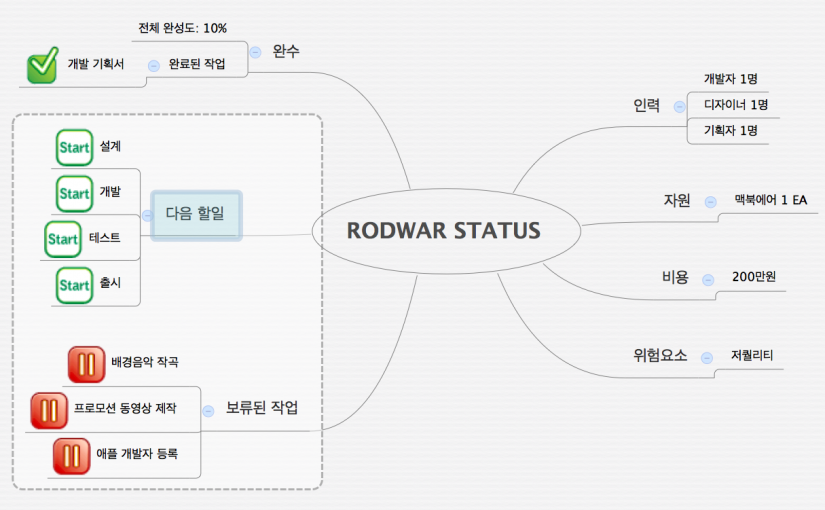 전체 완성도: 10%
완수
개발 기획서
완료된 작업
Start 설계
Start 개발
Start 테스트
Start 출시
다음 할일
배경음악 작곡
프로모션 동영상 제작
애플 개발자 등록
보류된 작업
RODWAR STATUS
인력
개발자 1명
디자이너 1명
기획자 1명
자원
맥북에어 1 EA
비용
200만원
위험요소
저퀄리티